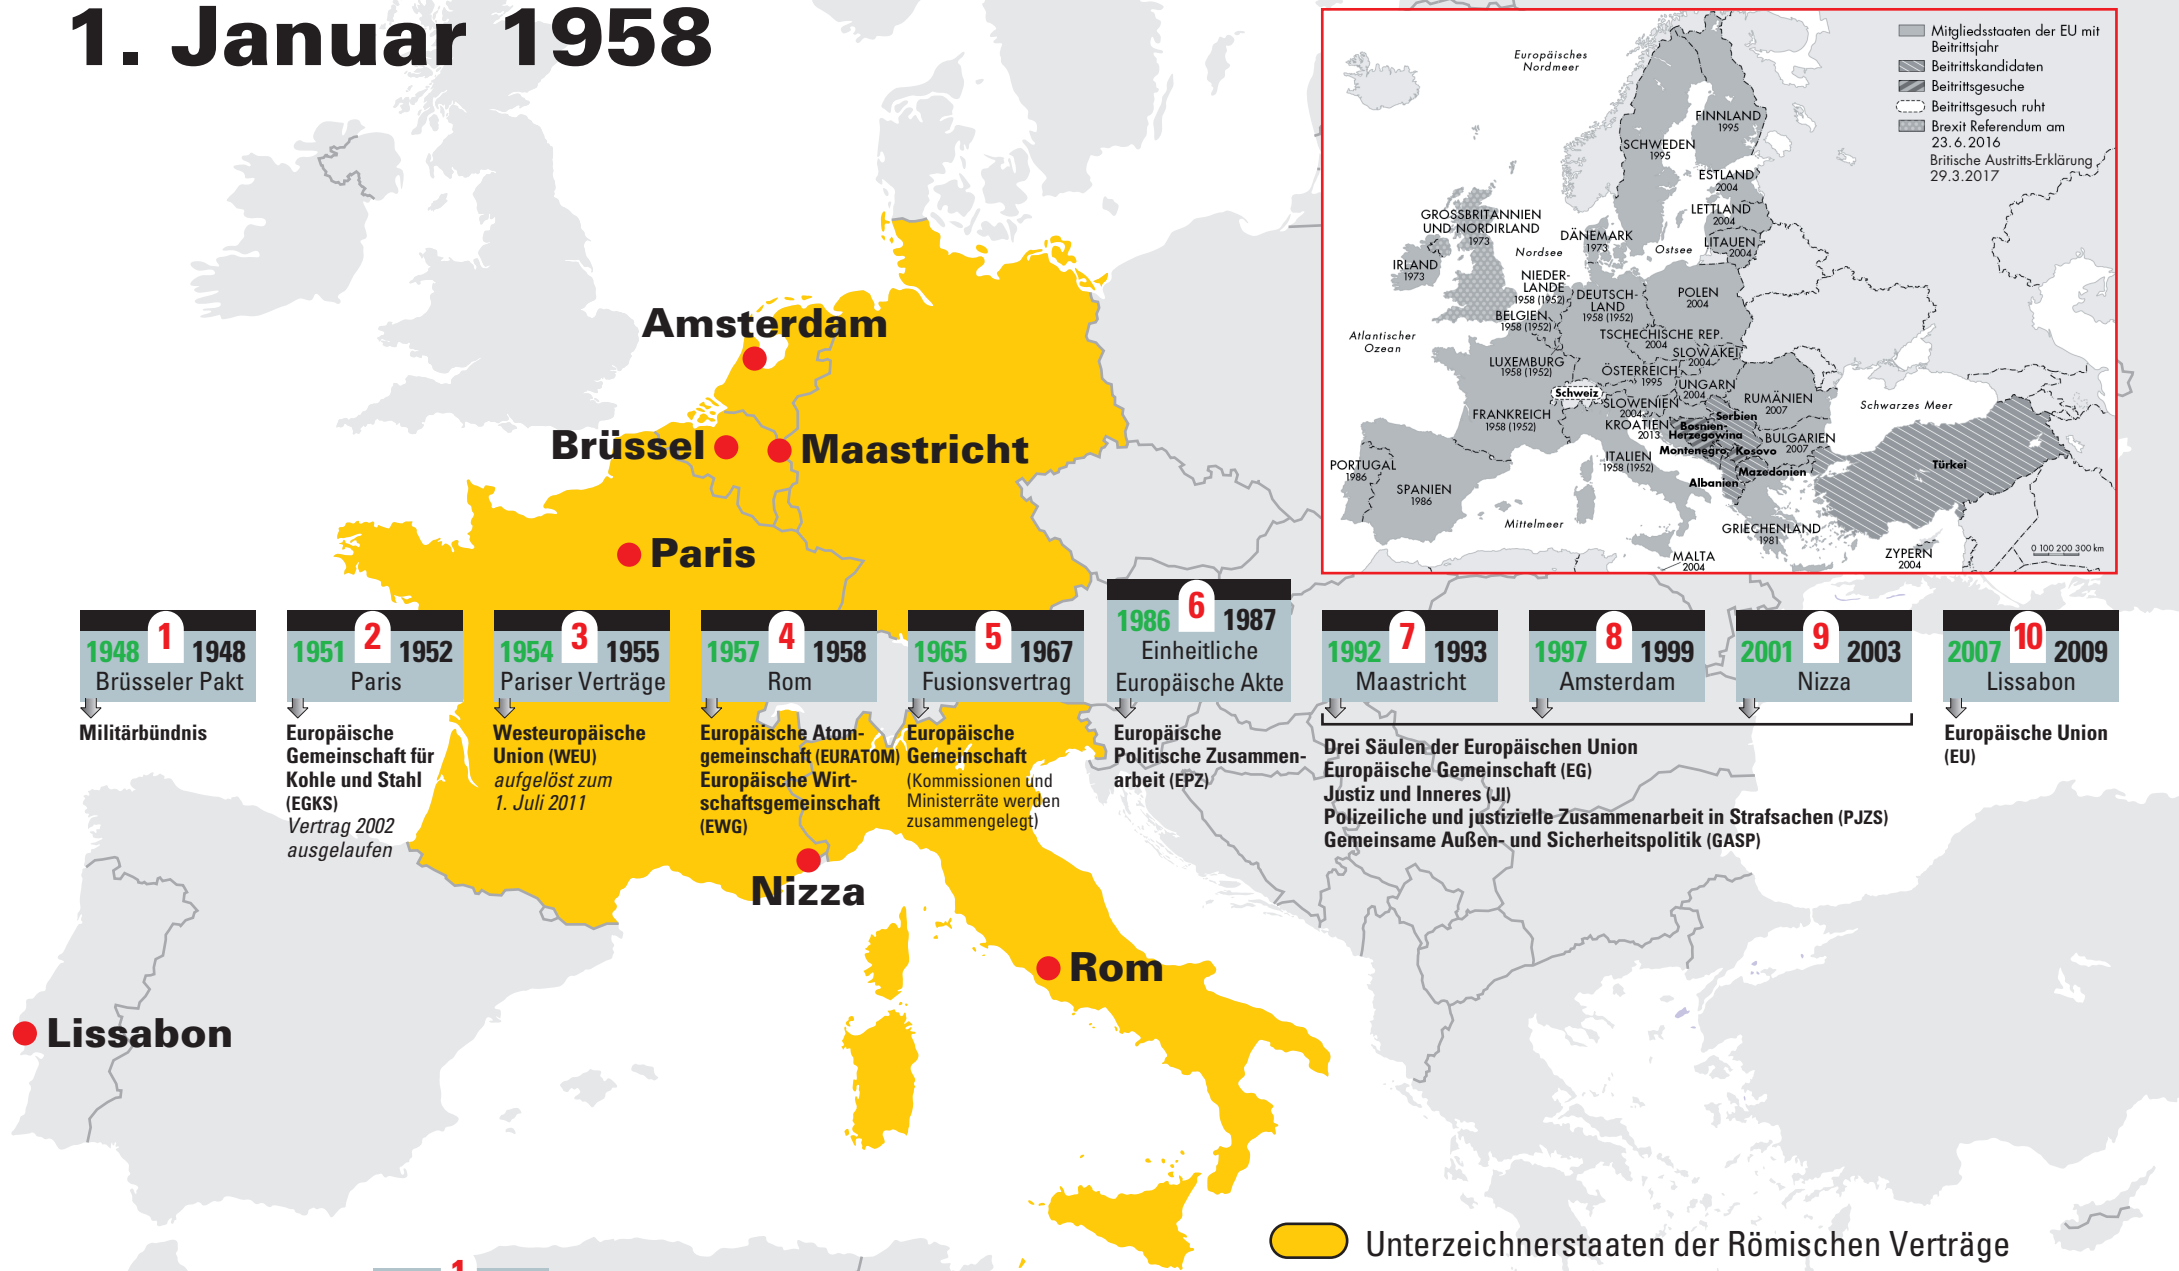 1. Januar 1958
Mitgliedsstaaten der EU mit
Beitrittsjahr
Beitrittskandidaten
Beitrittsgesuche
Beitrittsgesuch ruht
Brexit Referendum am
23.6.2016
Britische Austritts-Erklärung
29.3.2017
Europäisches
Nordmeer
FINNLAND
1995
SCHWEDEN
1995
ESTLAND
2004
LETTLAND
2004
LITAUEN
2004
GROSSBRITANNIEN
UND NORDIRLAND
1973
DÄNEMARK
1973
Nordsee
Ostsee
IRLAND
1973
NIEDER-
LANDE
1958 (1952)
DEUTSCH-
LAND
1958 (1952)
POLEN
2004
BELGIEN
1958 (1952)
Atlantischer
Ozean
TSCHECHISCHE REP.
2004
SLOWAKEI
2004
LUXEMBURG
1958 (1952)
ÖSTERREICH
1995
UNGARN
2004
Schweiz
SLOWENIEN
2004
RUMÄNIEN
2007
Schwarzes Meer
FRANKREICH
1958 (1952)
KROATIEN
2013
Serbien
Bosnien-
Herzegowina
BULGARIEN
2007
Montenegro
Kosovo
ITALIEN
1958 (1952)
PORTUGAL
1986
Mazedonien
Türkei
Albanien
SPANIEN
1986
Mittelmeer
GRIECHENLAND
1981
MALTA
2004
ZYPERN
2004
0 100 200 300 km
Amsterdam
Brüssel
Maastricht
Paris
1948 1 1948
Brüsseler Pakt
Militärbündnis
1951 2 1952
Paris
Europäische
Gemeinschaft für
Kohle und Stahl
(EGKS)
Vertrag 2002
ausgelaufen
1954 3 1955
Pariser Verträge
Westeuropäische
Union (WEU)
aufgelöst zum
1. Juli 2011
1957 4 1958
Rom
Europäische Atom-
gemeinschaft (EURATOM)
Europäische Wirt-
schaftsgemeinschaft
(EWG)
1965 5 1967
Fusionsvertrag
Europäische
Gemeinschaft
(Kommissionen und
Ministerräte werden
zusammengelegt)
1986 6 1987
Einheitliche
Europäische Akte
Europäische
Politische Zusammen-
arbeit (EPZ)
1992 7 1993
Maastricht
1997 8 1999
Amsterdam
2001 9 2003
Nizza
Drei Säulen der Europäischen Union
Europäische Gemeinschaft (EG)
Justiz und Inneres (JI)
Polizeiliche und justizielle Zusammenarbeit in Strafsachen (PJZS)
Gemeinsame Außen- und Sicherheitspolitik (GASP)
2007 10 2009
Lissabon
Europäische Union
(EU)
Nizza
Rom
Lissabon
Unterzeichnerstaaten der Römischen Verträge
1